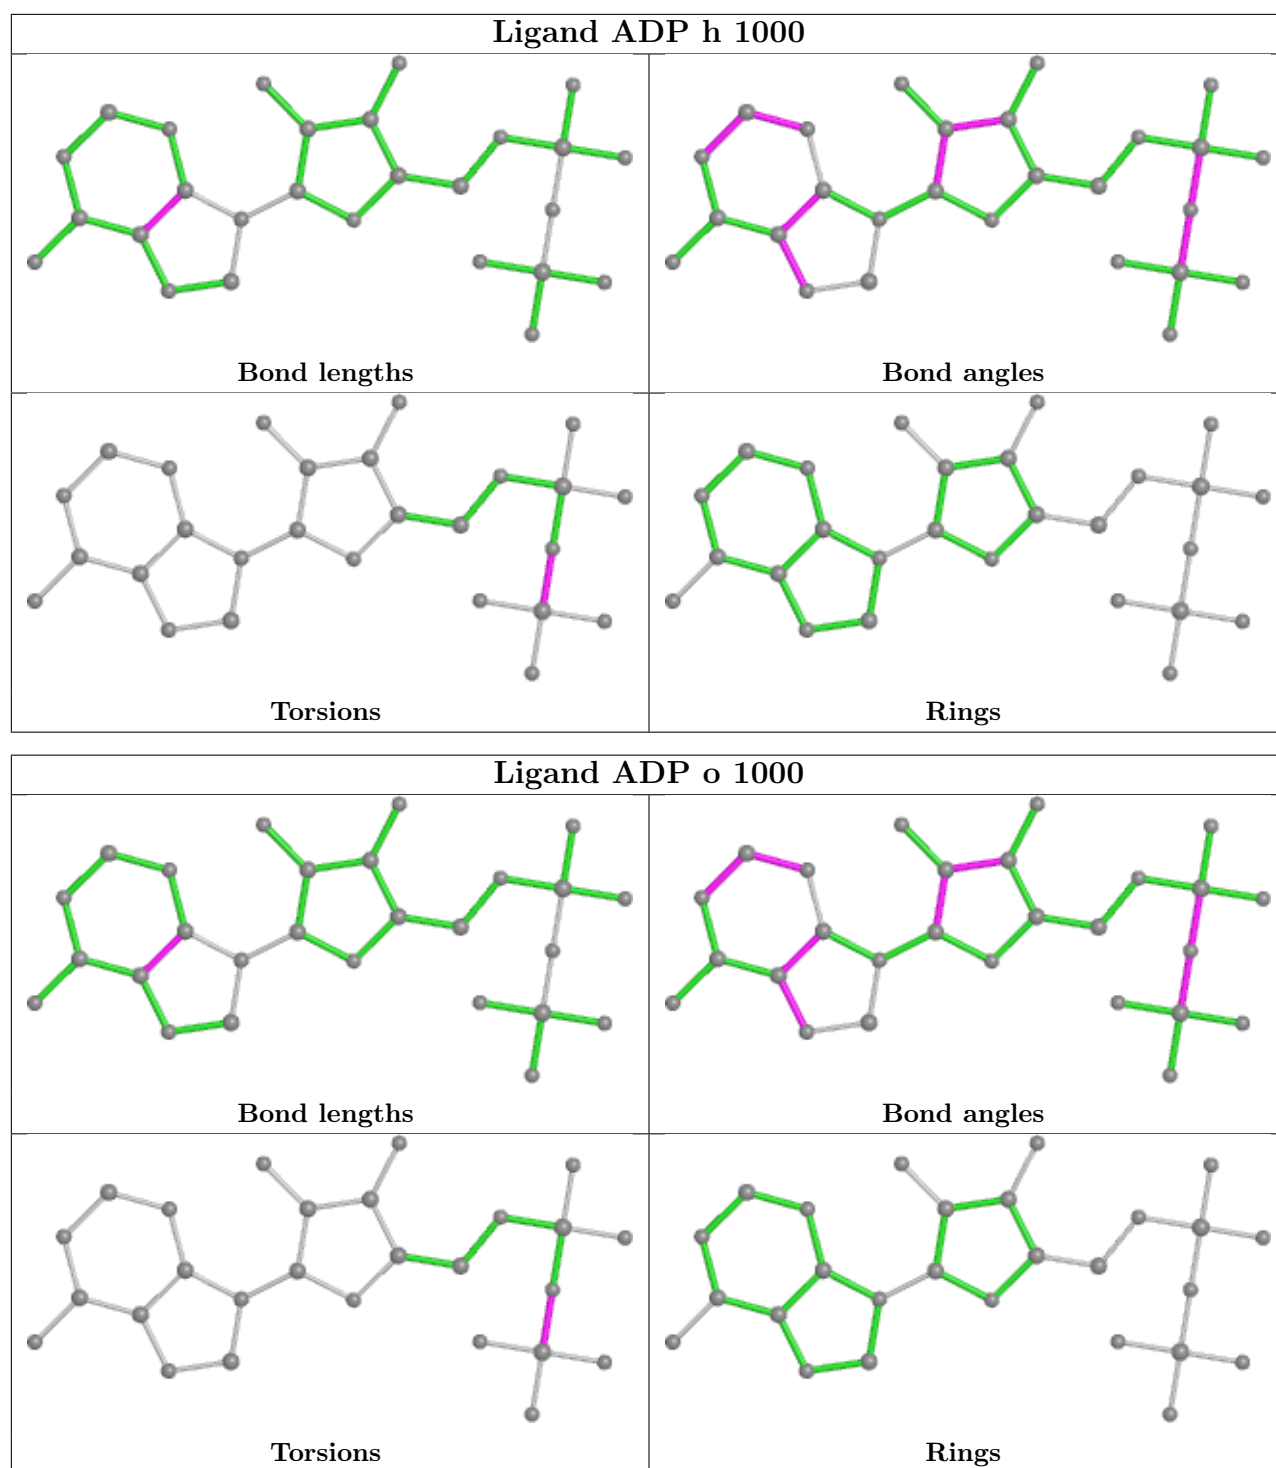 Ligand ADP h 1000
Bond lengths
Bond angles
Torsions
Rings
Ligand ADP o 1000
Bond lengths
Bond angles
Torsions
Rings